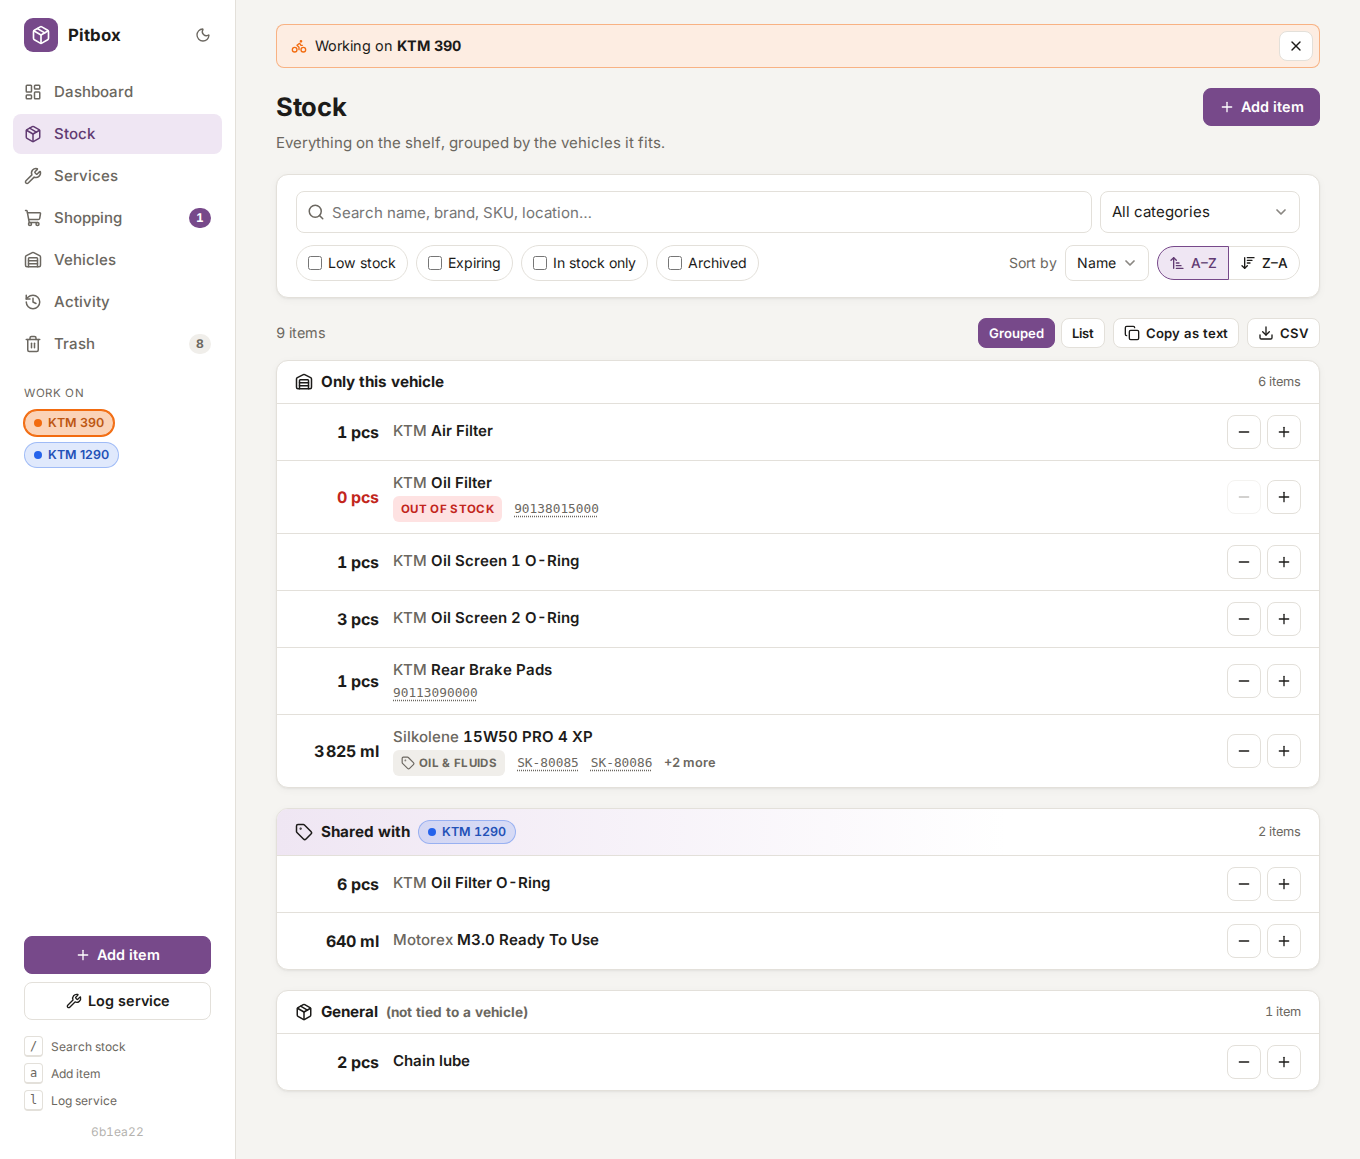 Pitbox
Dashboard
Stock
Services
Shopping 1
Vehicles
Activity
Trash 8
WORK ON
KTM 390
KTM 1290
Add item
Log service
/ Search stock
a Add item
l Log service
6b1ea22
Working on KTM 390
Stock
Add item
Everything on the shelf, grouped by the vehicles it fits.
Search name, brand, SKU, location...
All categories
Low stock
Expiring
In stock only
Archived
Sort by
Name
A–Z
Z–A
9 items
Grouped
List
Copy as text
CSV
Only this vehicle
6 items
1 pcs KTM Air Filter
0 pcs KTM Oil Filter
OUT OF STOCK 90138015000
1 pcs KTM Oil Screen 1 O-Ring
3 pcs KTM Oil Screen 2 O-Ring
1 pcs KTM Rear Brake Pads
90113090000
3 825 ml Silkolene 15W50 PRO 4 XP
OIL & FLUIDS SK-80085 SK-80086 +2 more
Shared with KTM 1290
2 items
6 pcs KTM Oil Filter O-Ring
640 ml Motorex M3.0 Ready To Use
General (not tied to a vehicle)
1 item
2 pcs Chain lube